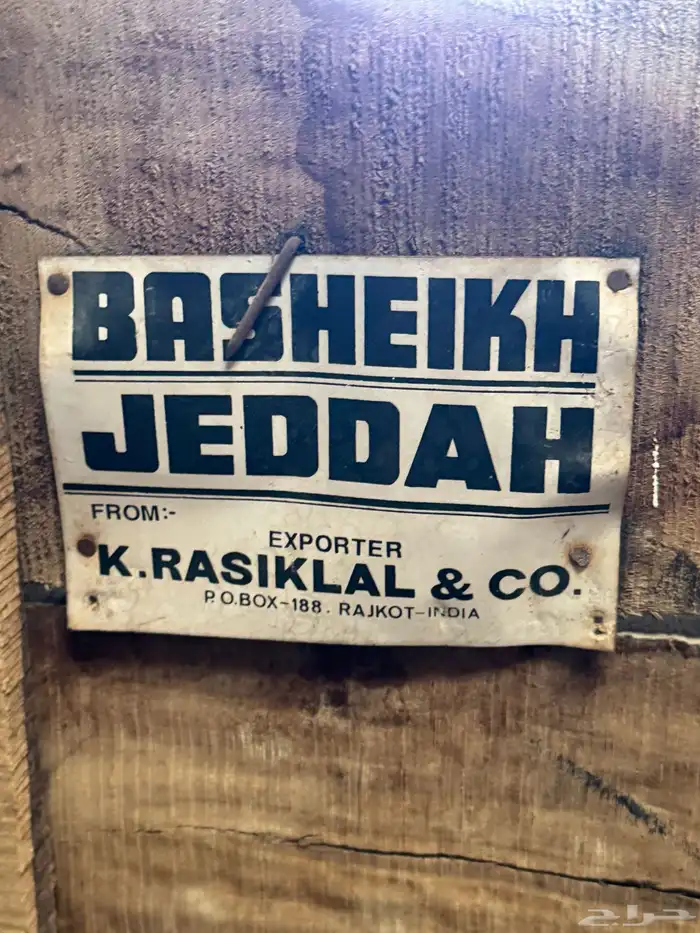 BASHEIKH
JEDDAH
FROM:-
EXPORTER
K.RASIKLAL & CO.
P.O.BOX-188. RAJKOT-INDIA
حراج